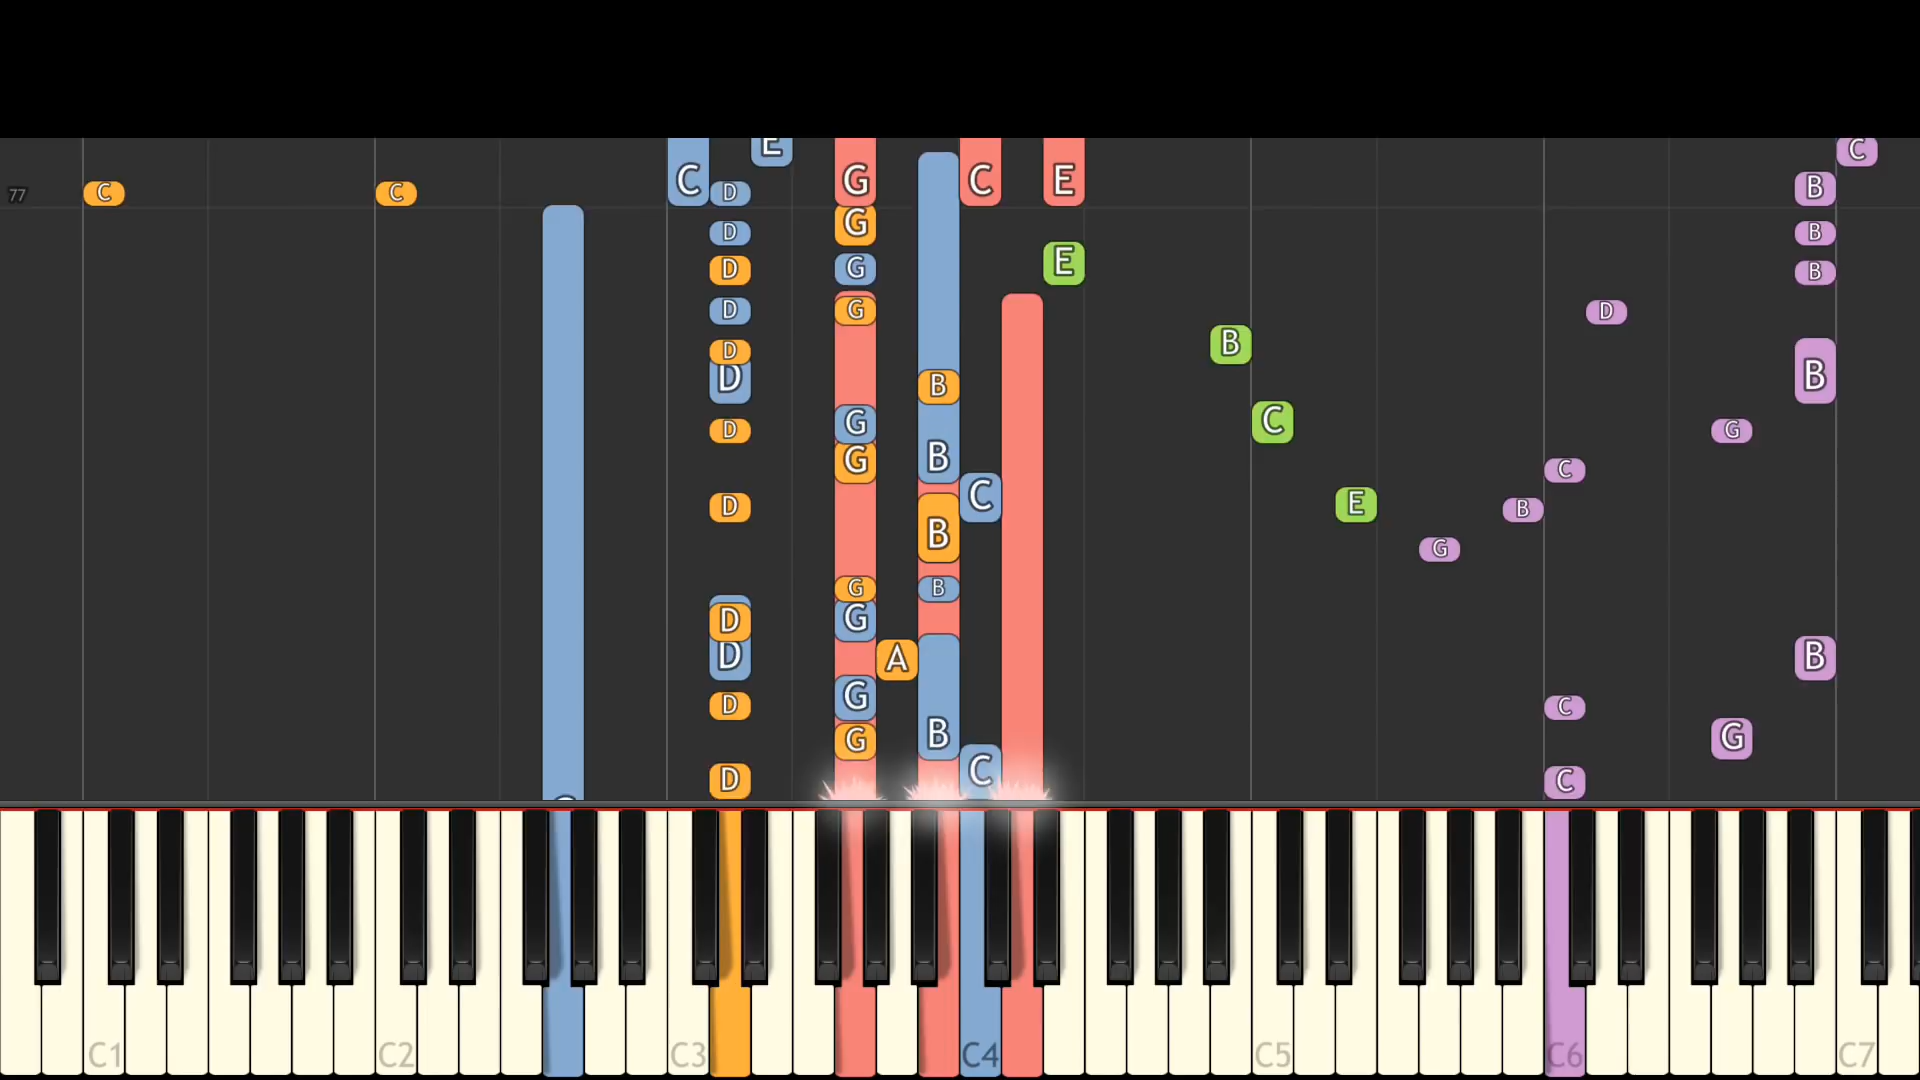 C
E
B
C G C E
77 C C D
G
D B
E
D G B
D G D
D B
D B B
G C
D B G
G C
C
D B E B
G
G B
D G
D A B
G
D C
G B G
C
D C
C1 C2 C3 C4 C5 C6 C7